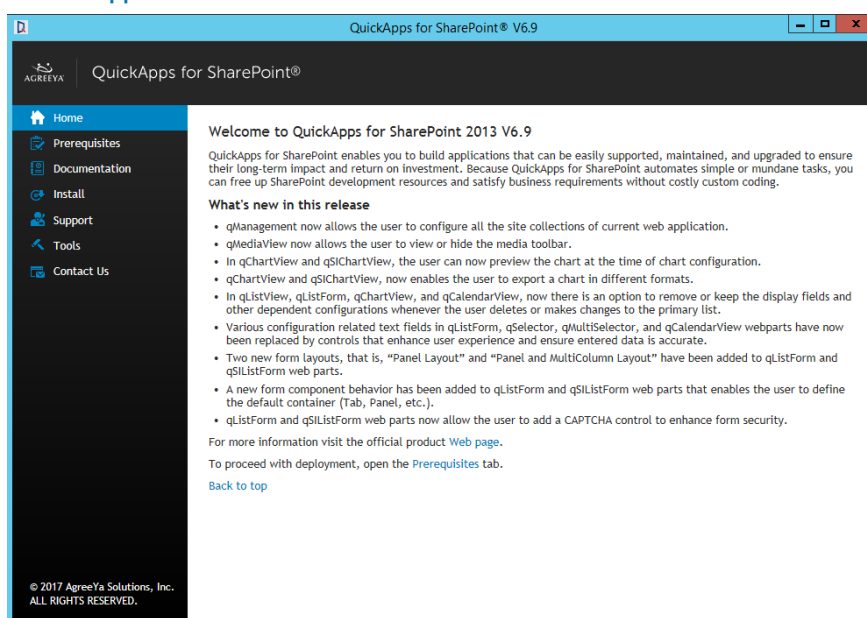 QuickApps for SharePoint® V6.9
AGREEYA
QuickApps for SharePoint®
Home
Prerequisites
Documentation
Install
Support
Tools
Contact Us
Welcome to QuickApps for SharePoint 2013 V6.9
QuickApps for SharePoint enables you to build applications that can be easily supported, maintained, and upgraded to ensure
their long-term impact and return on investment. Because QuickApps for SharePoint automates simple or mundane tasks, you
can free up SharePoint development resources and satisfy business requirements without costly custom coding.
What's new in this release
• qManagement now allows the user to configure all the site collections of current web application.
• qMediaView now allows the user to view or hide the media toolbar.
• In qChartView and qSIChartView, the user can now preview the chart at the time of chart configuration.
• qChartView and qSIChartView, now enables the user to export a chart in different formats.
• In qListView, qListForm, qChartView, and qCalendarView, now there is an option to remove or keep the display fields and
other dependent configurations whenever the user deletes or makes changes to the primary list.
• Various configuration related text fields in qListForm, qSelector, qMultiSelector, and qCalendarView webparts have now
been replaced by controls that enhance user experience and ensure entered data is accurate.
• Two new form layouts, that is, “Panel Layout” and “Panel and MultiColumn Layout” have been added to qListForm and
qSIListForm web parts.
• A new form component behavior has been added to qListForm and qSIListForm web parts that enables the user to define
the default container (Tab, Panel, etc.).
• qListForm and qSIListForm web parts now allow the user to add a CAPTCHA control to enhance form security.
For more information visit the official product Web page.
To proceed with deployment, open the Prerequisites tab.
Back to top
© 2017 AgreeYa Solutions, Inc.
ALL RIGHTS RESERVED.